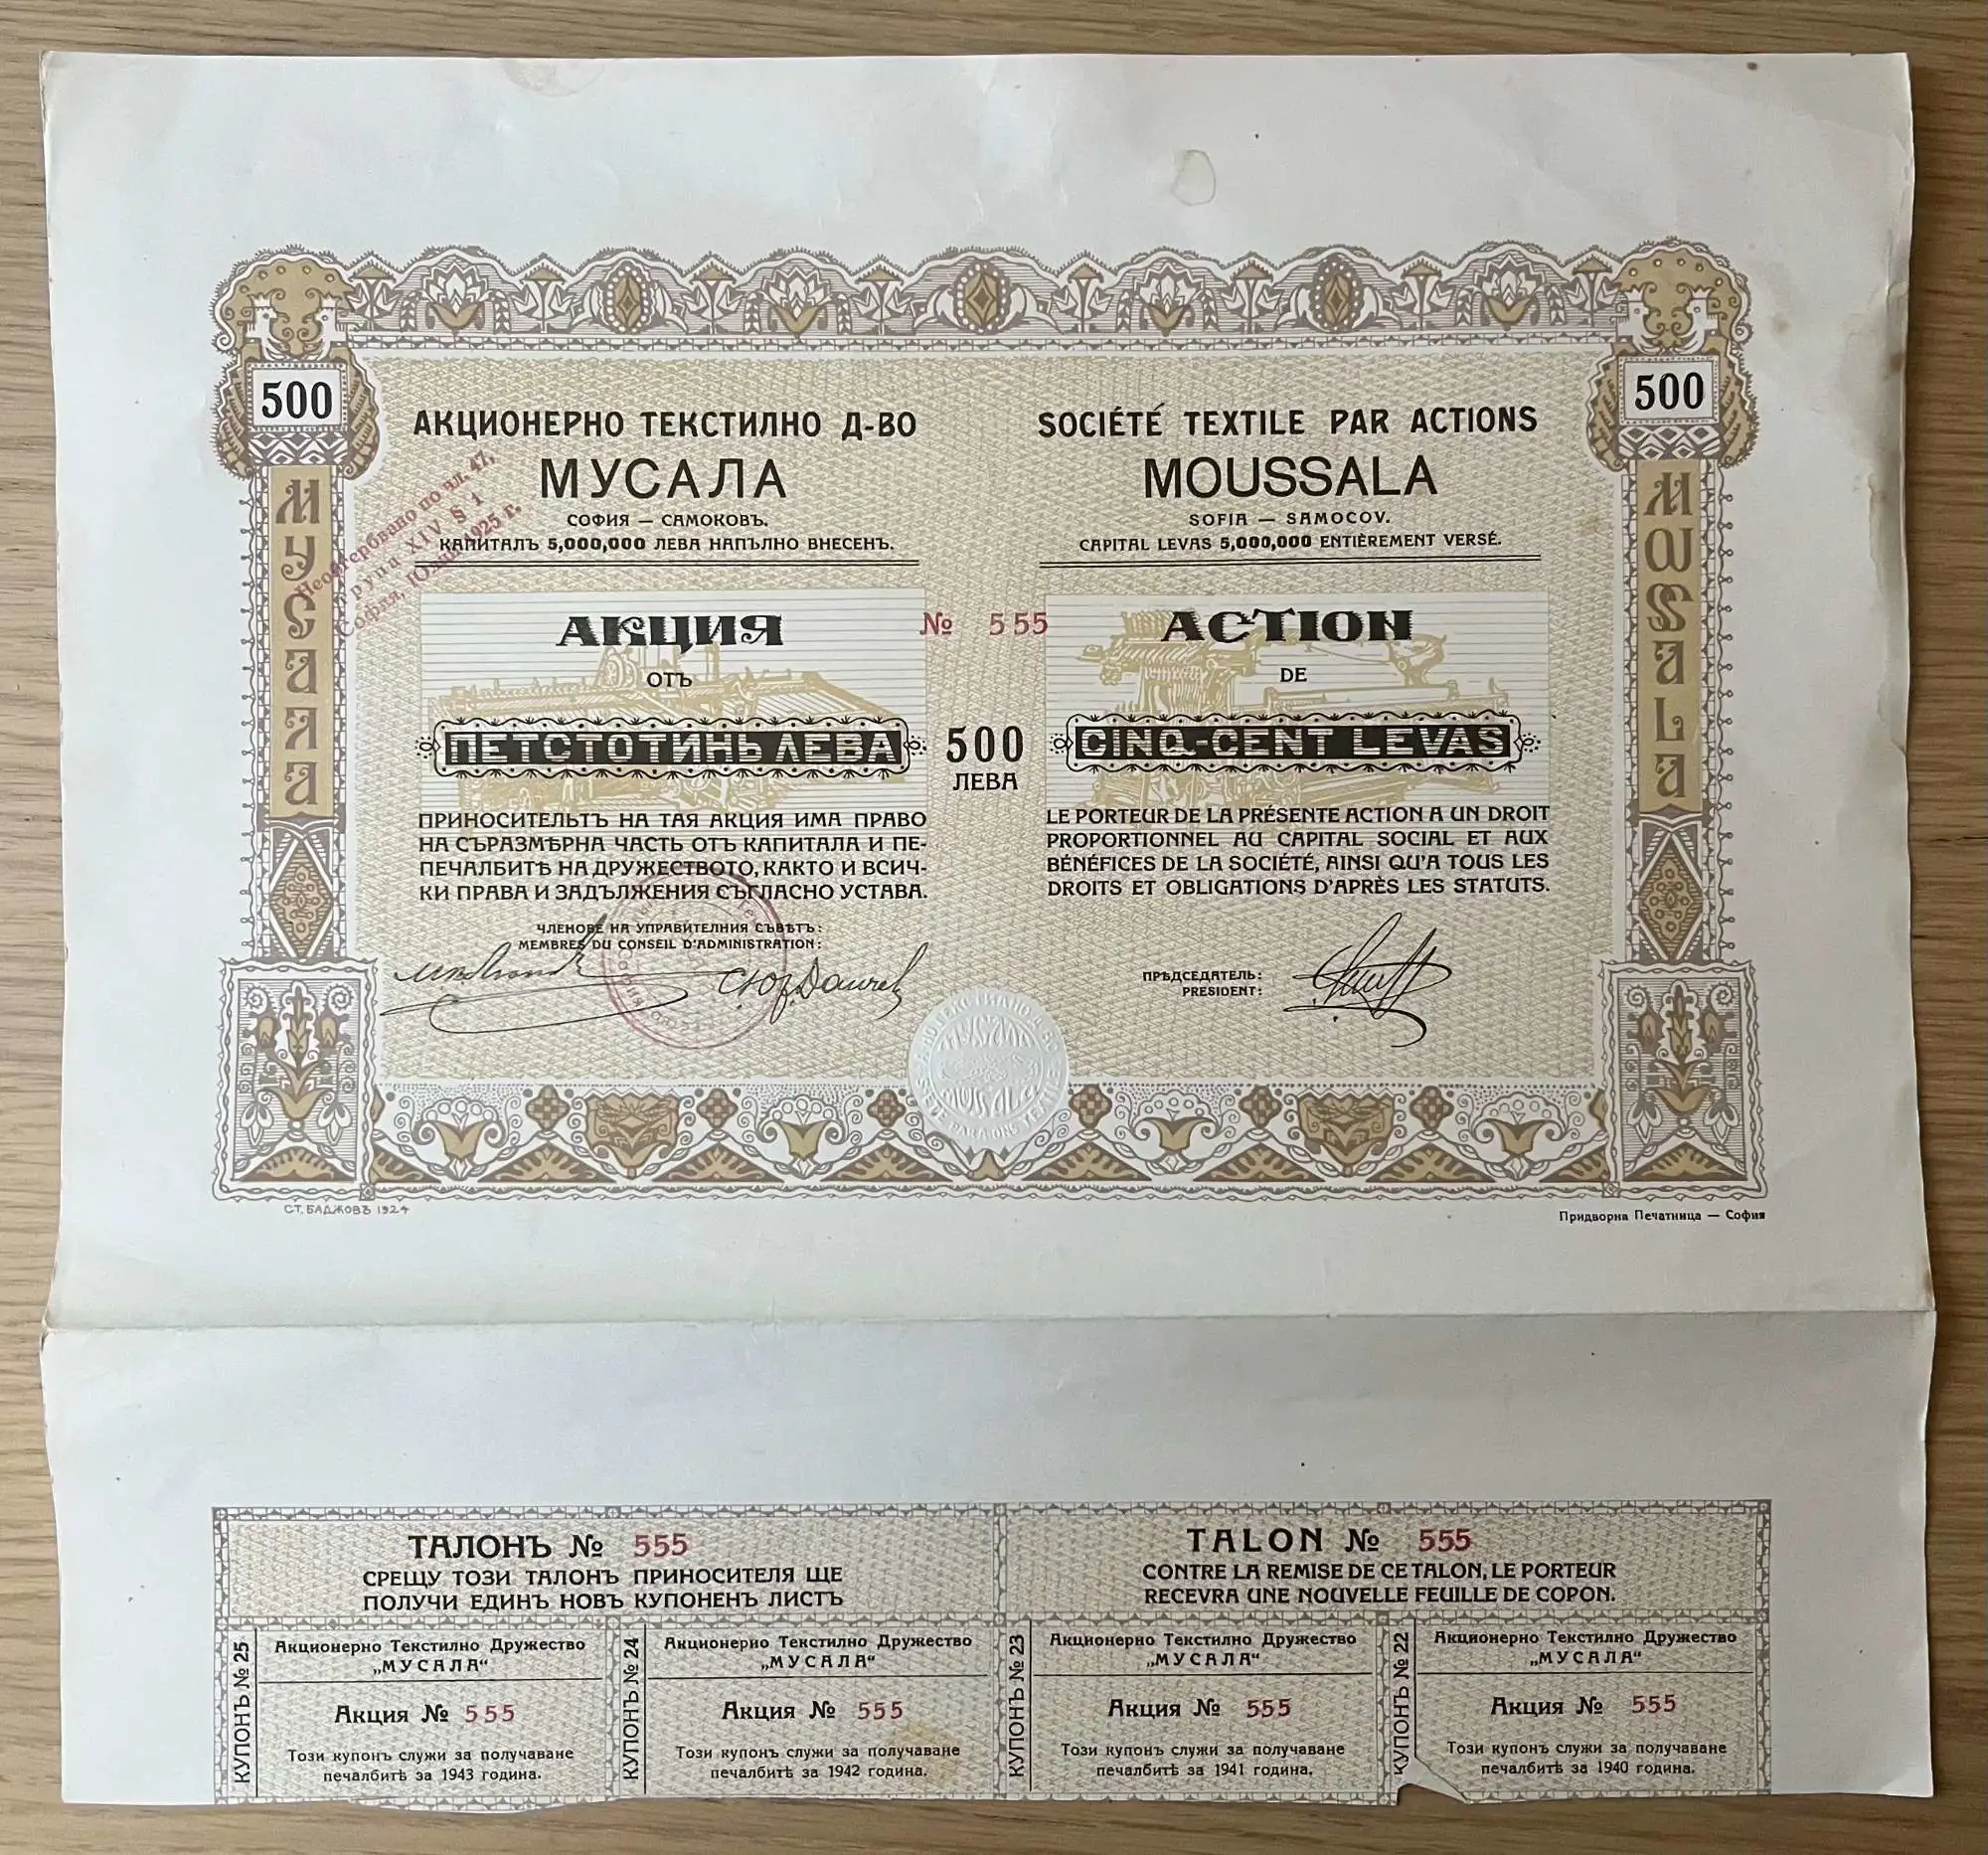 500
500
АКЦИОНЕРНО ТЕКСТИЛНО Д-ВО
МУСАЛА
СОФИЯ — САМОКОВЪ.
КАПИТАЛЪ 5,000,000 ЛЕВА НАПЪЛНО ВНЕСЕНЪ.
SOCIÉTÉ TEXTILE PAR ACTIONS
MOUSSALA
SOFIA — SAMOCOV.
CAPITAL LEVAS 5,000,000 ENTIÈREMENT VERSÉ.
МУСАЛА
MUSSALA
по чл. 47,
група XIV § 1
София, 1925 г.
АКЦИЯ
ОТЪ
ПЕТСТОТИНЬ ЛЕВА
№ 555
500
ЛЕВА
ACTION
DE
CINQ-CENT LEVAS
ПРИНОСИТЕЛЬТЪ НА ТАЯ АКЦИЯ ИМА ПРАВО
НА СЪРАЗМѢРНА ЧАСТЬ ОТЪ КАПИТАЛА И ПЕ-
ПЕЧАЛБИТѢ НА ДРУЖЕСТВОТО, КАКТО И ВСИЧ-
КИ ПРАВА И ЗАДЪЛЖЕНИЯ СЪГЛАСНО УСТАВА.
LE PORTEUR DE LA PRÉSENTE ACTION A UN DROIT
PROPORTIONNEL AU CAPITAL SOCIAL ET AUX
BÉNÉFICES DE LA SOCIÉTÉ, AINSI QU'A TOUS LES
DROITS ET OBLIGATIONS D'APRÈS LES STATUTS.
ЧЛЕНОВЕ НА УПРАВИТЕЛНИЯ СЪВѢТЪ:
MEMBRES DU CONSEIL D'ADMINISTRATION:
ПРѢДСЕДАТЕЛЬ:
PRESIDENT:
СТ. БАДЖОВЪ 1924
Придворна Печатница — София
ТАЛОНЪ № 555
СРЕЩУ ТОЗИ ТАЛОНЪ ПРИНОСИТЕЛЯ ЩЕ
ПОЛУЧИ ЕДИНЪ НОВЪ КУПОНЕНЪ ЛИСТЪ
TALON № 555
CONTRE LA REMISE DE CE TALON, LE PORTEUR
RECEVRA UNE NOUVELLE FEUILLE DE COPON.
КУПОНЪ № 25
Акционерно Текстилно Дружество
„МУСАЛА"
Акция № 555
Този купонъ служи за получаване
печалбитѣ за 1943 година.
КУПОНЪ № 24
Акционерно Текстилно Дружество
„МУСАЛА"
Акция № 555
Този купонъ служи за получаване
печалбитѣ за 1942 година.
КУПОНЪ № 23
Акционерно Текстилно Дружество
„МУСАЛА"
Акция № 555
Този купонъ служи за получаване
печалбитѣ за 1941 година.
КУПОНЪ № 22
Акционерно Текстилно Дружество
„МУСАЛА"
Акция № 555
Този купонъ служи за получаване
печалбитѣ за 1940 година.